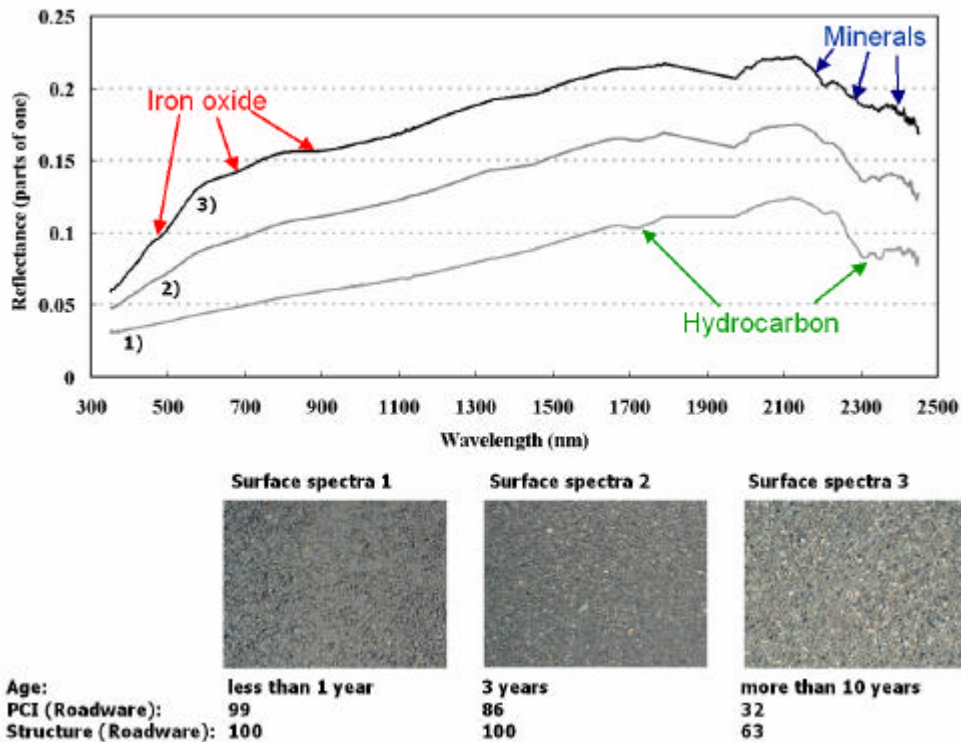 0.25
Minerals
0.2
Iron oxide
0.15
3)
0.1
2)
0.05
Hydrocarbon
1)
0
Reflectance (parts of one)
300 500 700 900 1100 1300 1500 1700 1900 2100 2300 2500
Wavelength (nm)
Surface spectra 1 Surface spectra 2 Surface spectra 3
Age: less than 1 year 3 years more than 10 years
PCI (Roadware): 99 86 32
Structure (Roadware): 100 100 63